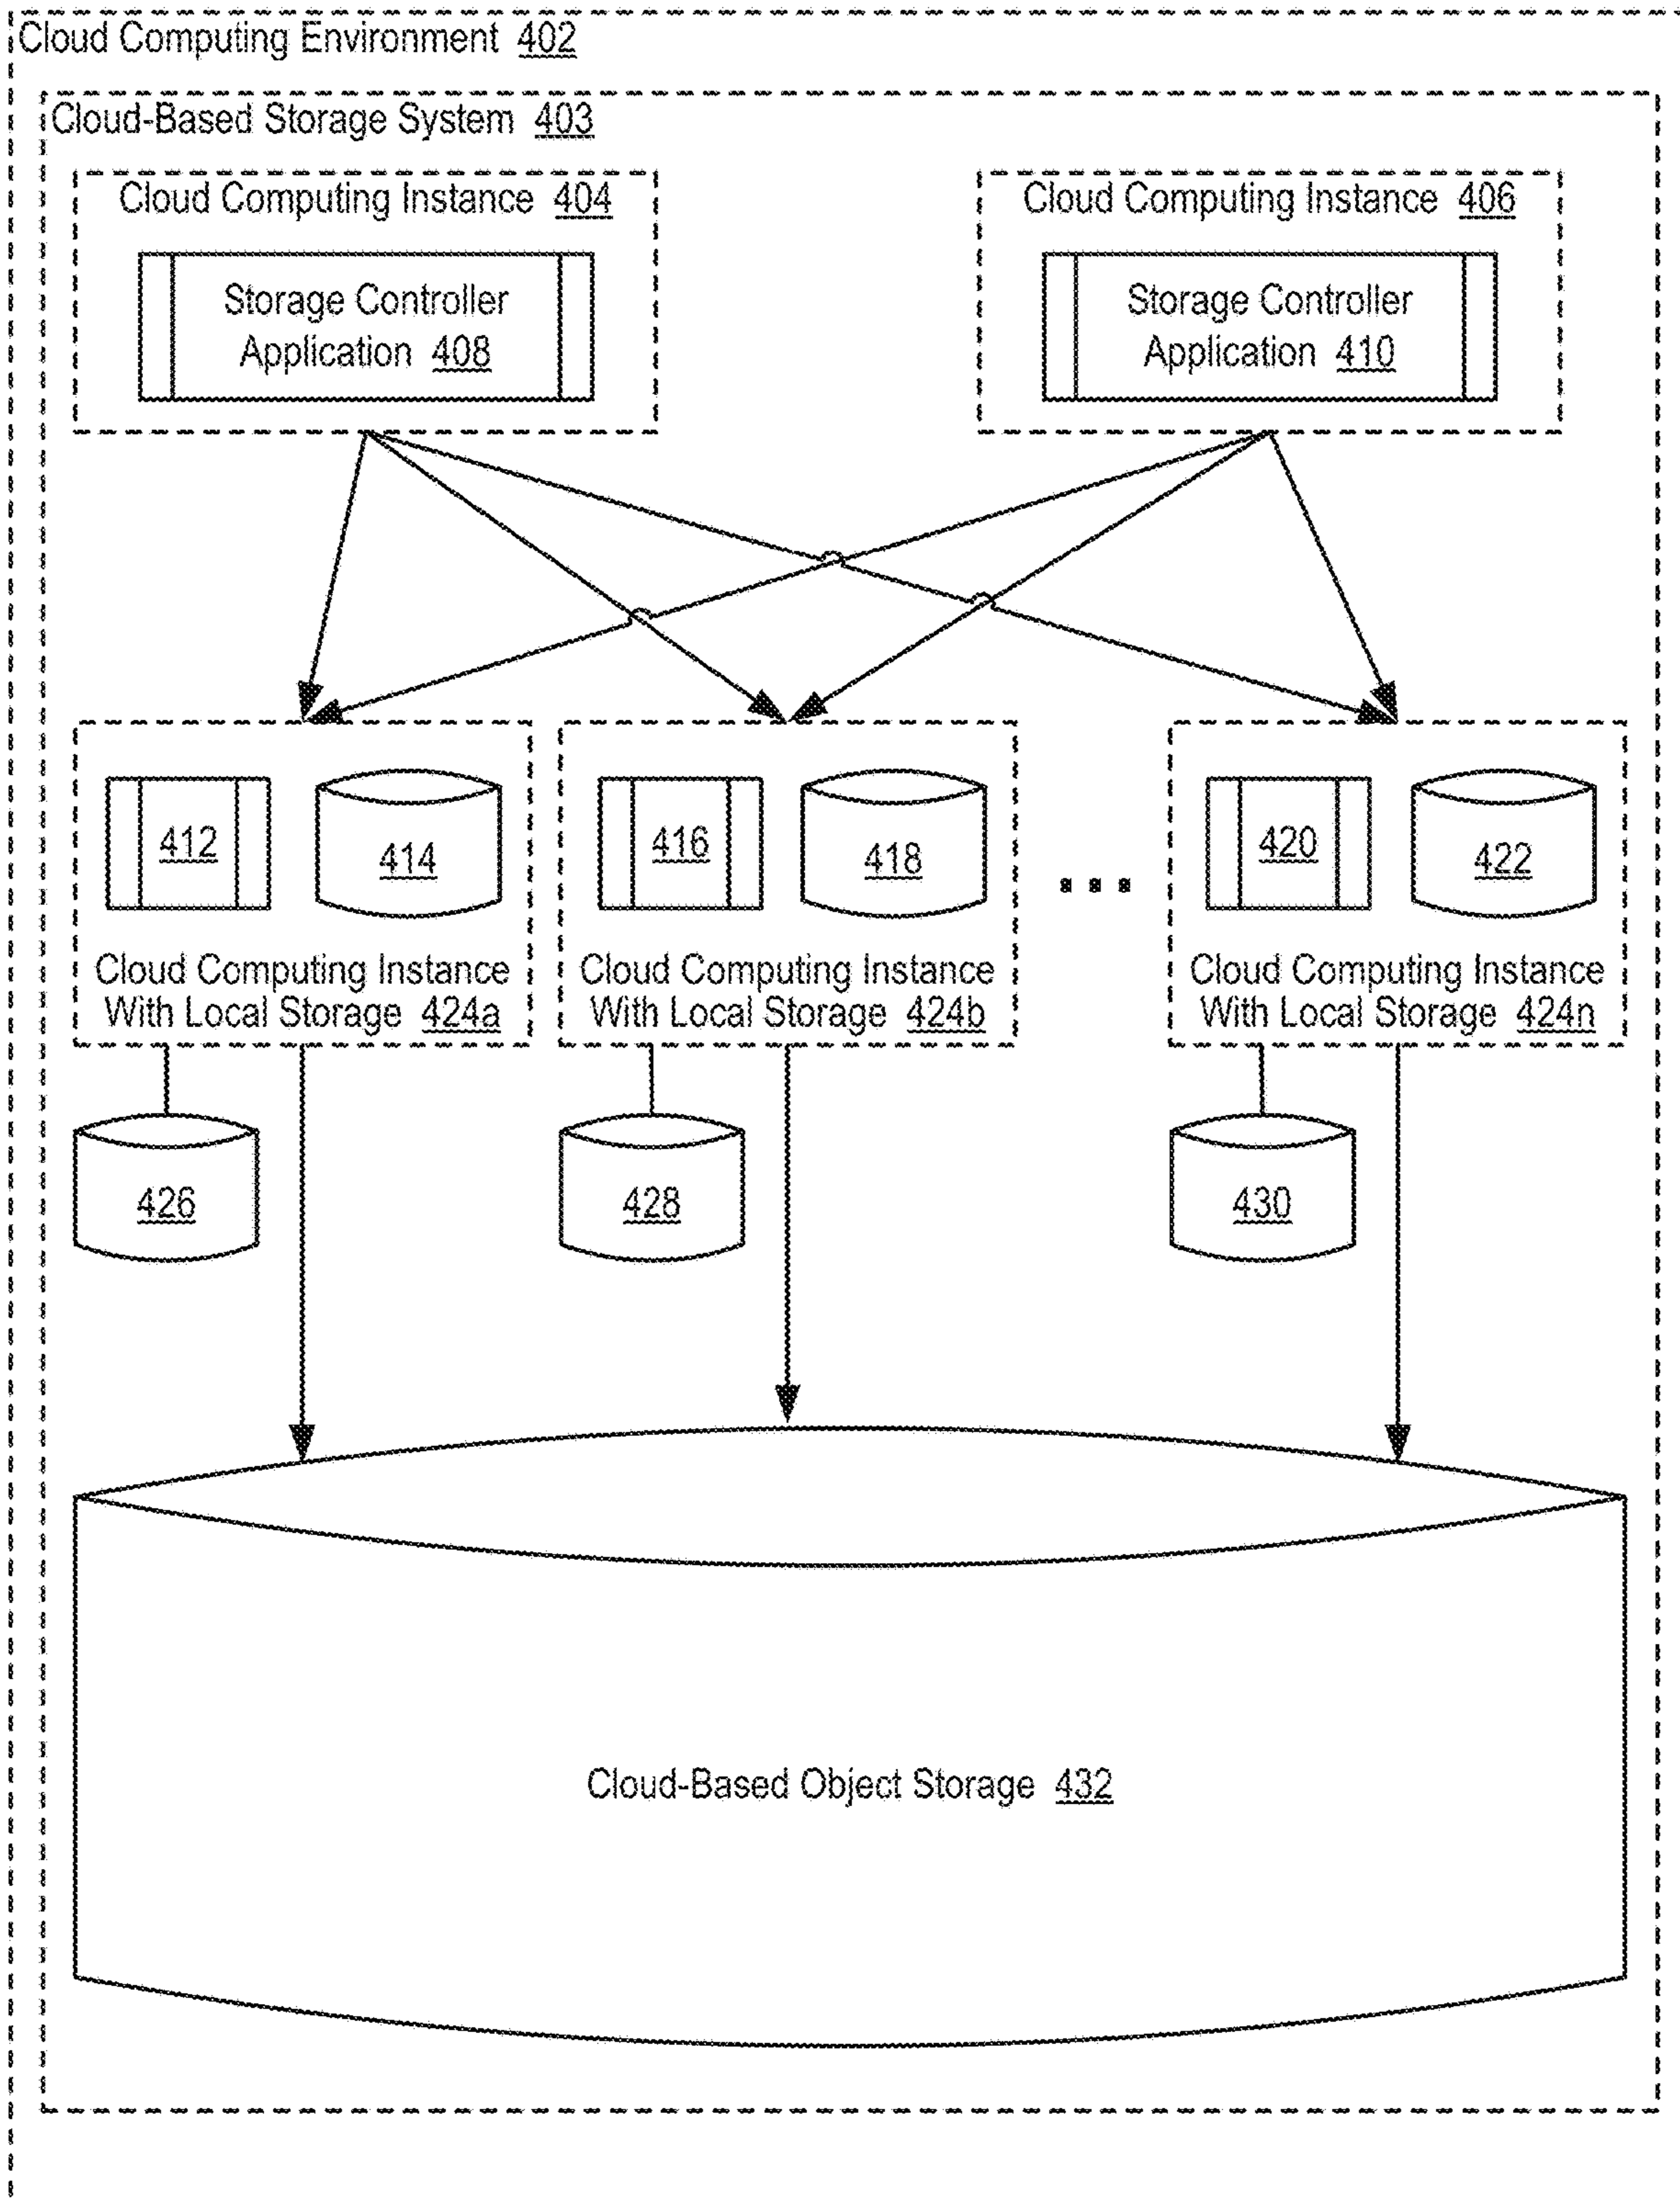 Cloud Computing Environment 402
Cloud-Based Storage System 403
Cloud Computing Instance 404
Storage Controller
Application 408
Cloud Computing Instance 406
Storage Controller
Application 410
412
414
Cloud Computing Instance
With Local Storage 424a
416
418
Cloud Computing Instance
With Local Storage 424b
...
420
422
Cloud Computing Instance
With Local Storage 424n
426
428
430
Cloud-Based Object Storage 432